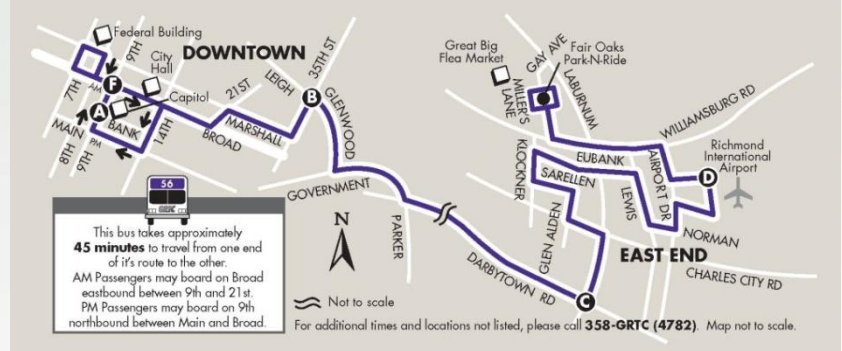 Federal Building
9TH
DOWNTOWN
City
Hall
7TH
AM
F
Capitol
A
MAIN
BANK
PM
8TH
9TH
14TH
21ST
LEIGH
35TH ST
B
GLENWOOD
MARSHALL
BROAD
GOVERNMENT
PARKER
N
Great Big
Flea Market
GAY AVE
Fair Oaks
Park-N-Ride
MILLER'S
LANE
LABURNUM
WILLIAMSBURG RD
Richmond
International
Airport
KLOCKNER
EUBANK
SARELLEN
AIRPORT DR
D
LEWIS
NORMAN
GLEN ALDEN
EAST END
CHARLES CITY RD
DARBYTOWN RD
C
56
GRTC
This bus takes approximately
45 minutes to travel from one end
of it's route to the other.
AM Passengers may board on Broad
eastbound between 9th and 21st.
PM Passengers may board on 9th
northbound between Main and Broad.
Not to scale
For additional times and locations not listed, please call 358-GRTC (4782). Map not to scale.